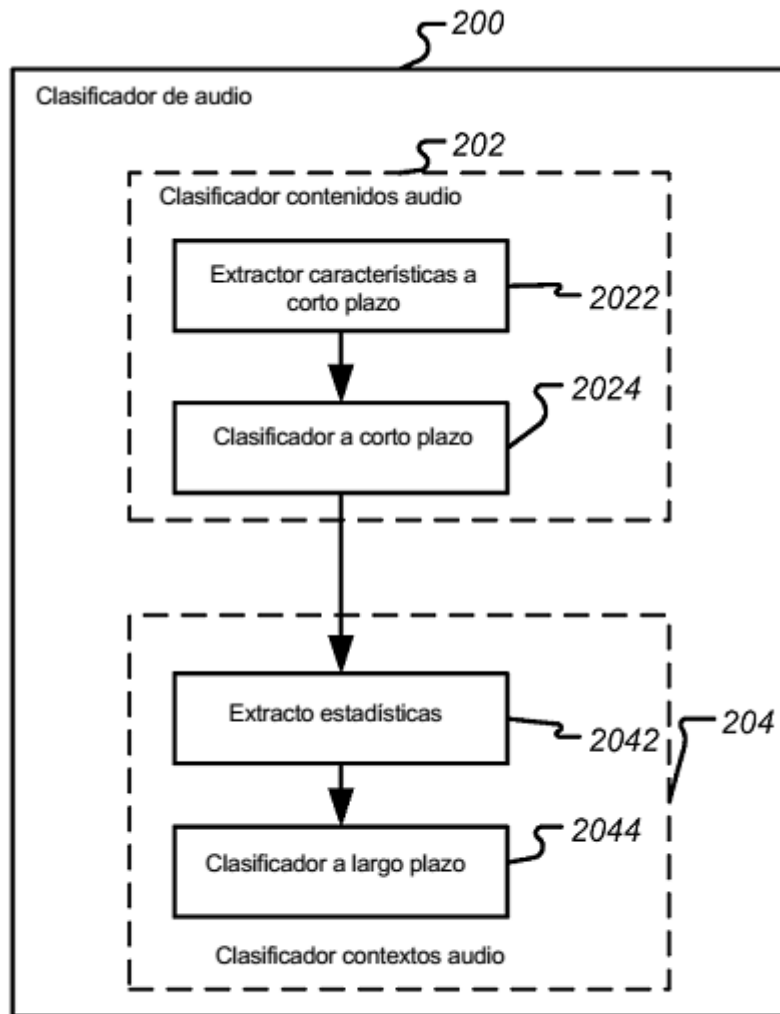 200
Clasificador de audio
202
Clasificador contenidos audio
Extractor características a
corto plazo
2022
2024
Clasificador a corto plazo
Extracto estadísticas
2042
204
2044
Clasificador a largo plazo
Clasificador contextos audio